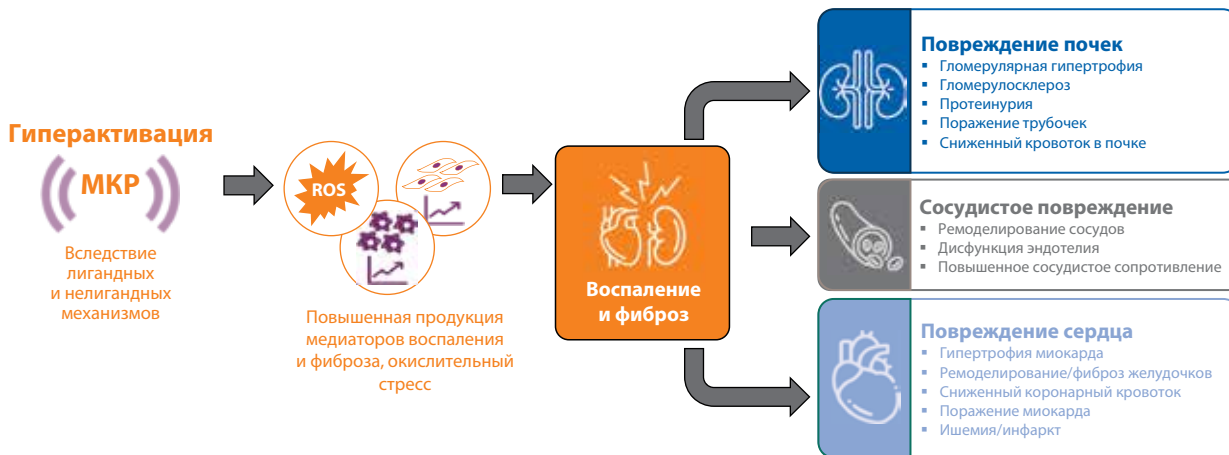 Гиперактивация
МКР
Вследствие
лигандных
и нелигандных
механизмов
ROS
Повышенная продукция
медиаторов воспаления
и фиброза, окислительный
стресс
Воспаление
и фиброз
Повреждение почек
▪ Гломерулярная гипертрофия
▪ Гломерулосклероз
▪ Протеинурия
▪ Поражение трубочек
▪ Сниженный кровоток в почке
Сосудистое повреждение
▪ Ремоделирование сосудов
▪ Дисфункция эндотелия
▪ Повышенное сосудистое сопротивление
Повреждение сердца
▪ Гипертрофия миокарда
▪ Ремоделирование/фиброз желудочков
▪ Сниженный коронарный кровоток
▪ Поражение миокарда
▪ Ишемия/инфаркт